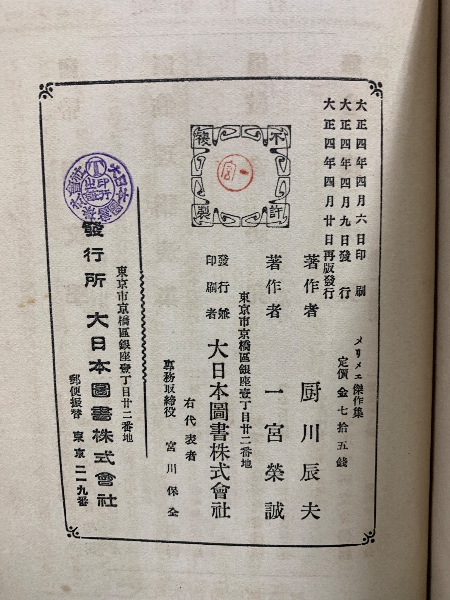 大正四年四月六日印刷
大正四年四月九日發行
大正四年四月廿日再版發行
メリメエ傑作集
定價金七拾五錢
不許
複製
宮
著作者 厨川辰夫
著作者 一宮榮誠
東京市京橋區銀座壹丁目廿二番地
發行兼
印刷者 大日本圖書株式會社
右代表者
專務取締役 宮川保全
東京市京橋區銀座壹丁目廿二番地
發行所 大日本圖書株式會社
郵便振替 東京二一九番